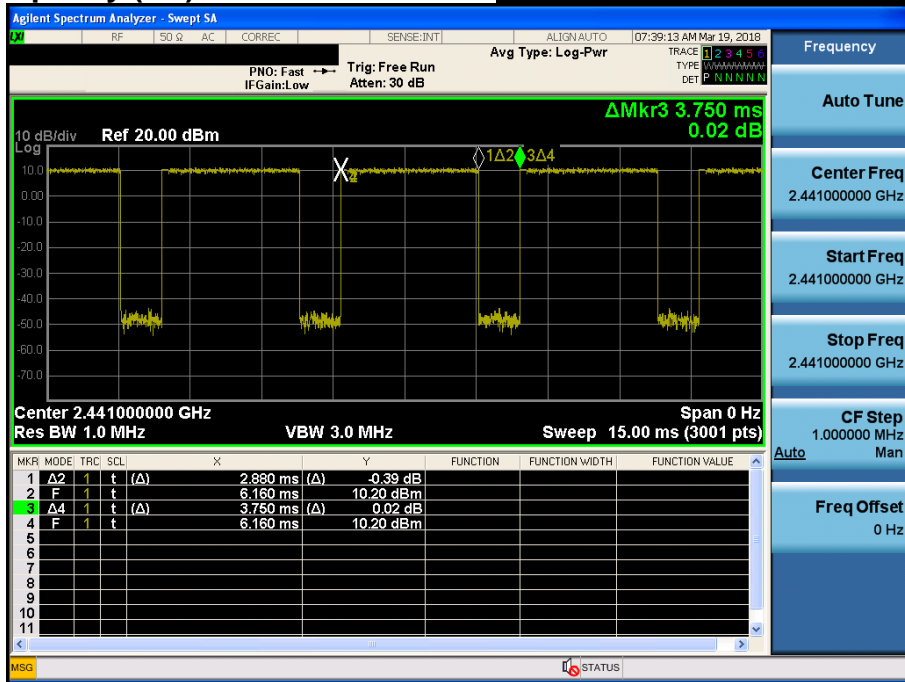 Agilent Spectrum Analyzer - Swept SA
LXI RF 50 Ω AC CORREC SENSE:INT ALIGN AUTO 07:39:13 AM Mar 19, 2018
Avg Type: Log-Pwr
TRACE 1 2 3 4 5 6
TYPE
DET P N N N N N
PNO: Fast
IFGain:Low
Trig: Free Run
Atten: 30 dB
ΔMkr3 3.750 ms
0.02 dB
10 dB/div Ref 20.00 dBm
Log
1Δ2 3Δ4
10.0
0.00
-10.0
-20.0
-30.0
-40.0
-50.0
-60.0
-70.0
Center 2.441000000 GHz Span 0 Hz
Res BW 1.0 MHz VBW 3.0 MHz Sweep 15.00 ms (3001 pts)
MKR MODE TRC SCL X Y FUNCTION FUNCTION WIDTH FUNCTION VALUE
1 Δ2 1 t (Δ) 2.880 ms (Δ) -0.39 dB
2 F 1 t 6.160 ms 10.20 dBm
3 Δ4 1 t (Δ) 3.750 ms (Δ) 0.02 dB
4 F 1 t 6.160 ms 10.20 dBm
5
6
7
8
9
10
11
MSG STATUS
Frequency
Auto Tune
Center Freq
2.441000000 GHz
Start Freq
2.441000000 GHz
Stop Freq
2.441000000 GHz
CF Step
1.000000 MHz
Auto Man
Freq Offset
0 Hz